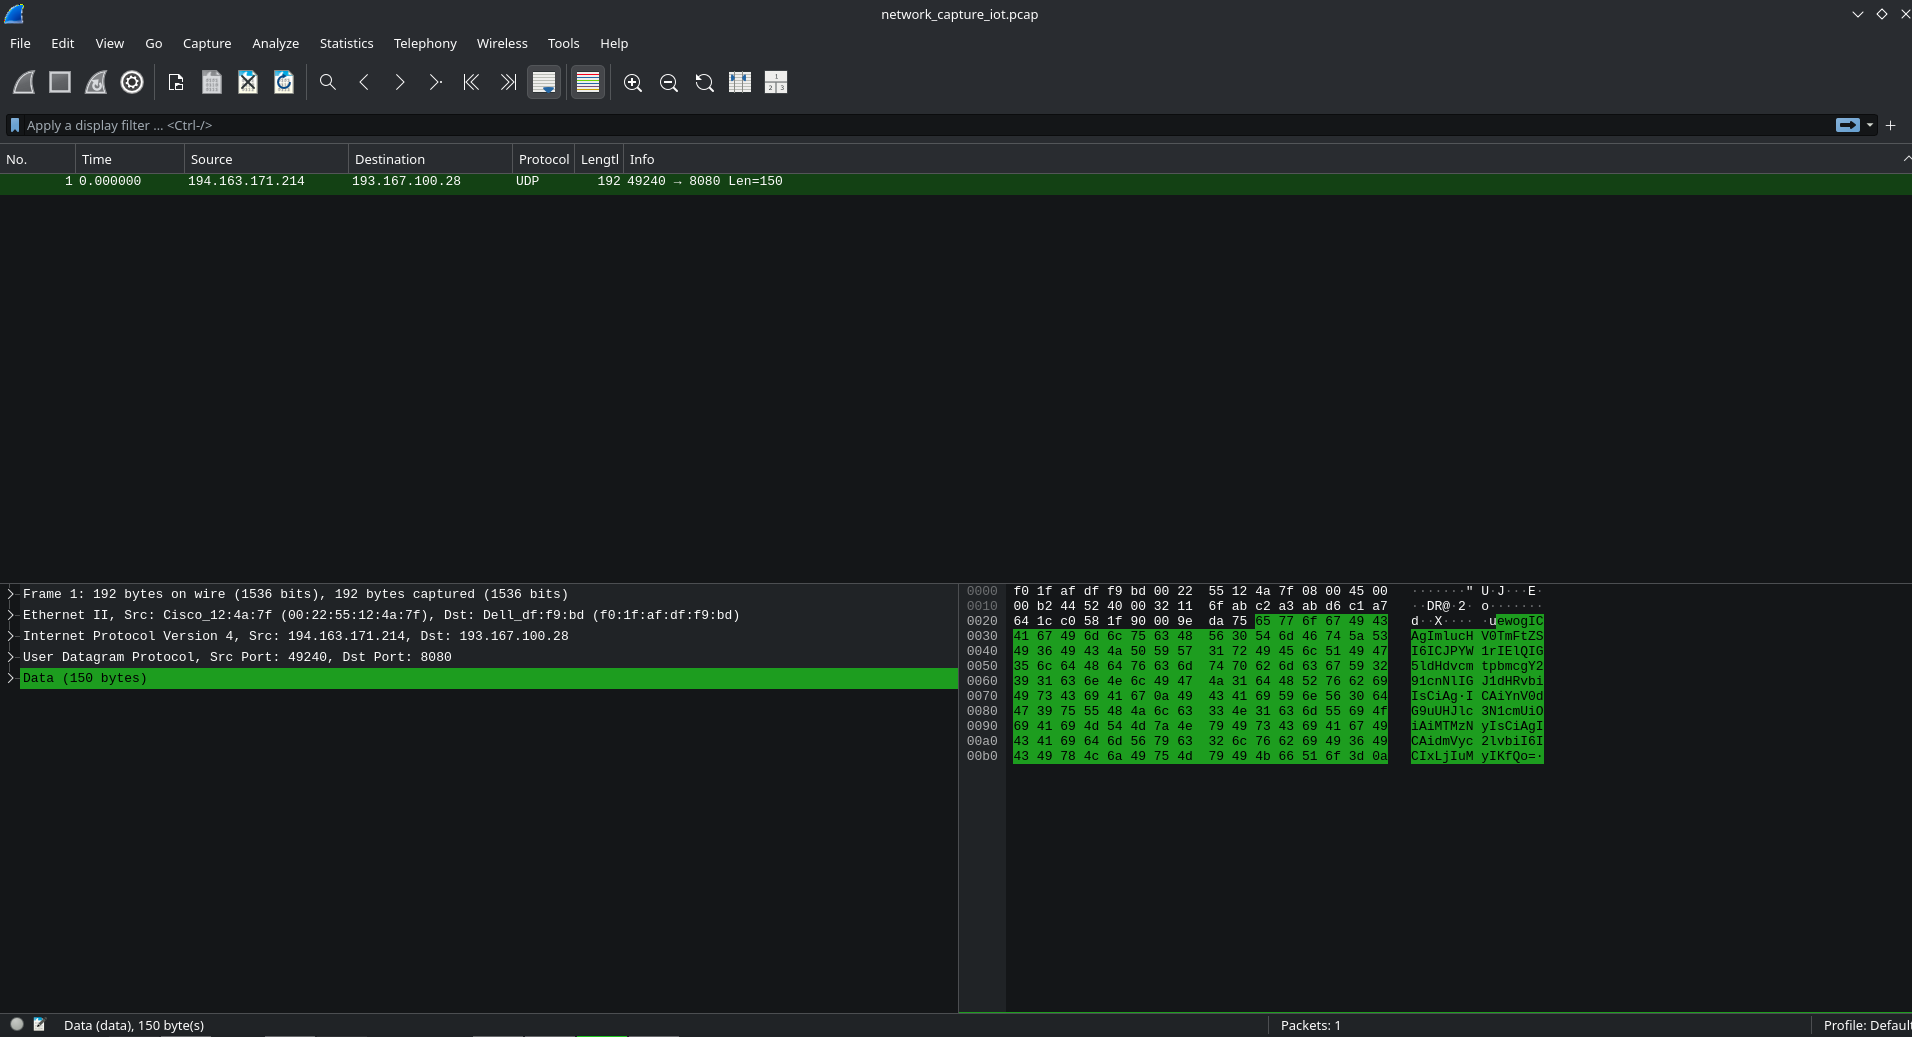 network_capture_iot.pcap
File Edit View Go Capture Analyze Statistics Telephony Wireless Tools Help
Apply a display filter ... <Ctrl-/>
No. Time Source Destination Protocol Lengtl Info
1 0.000000 194.163.171.214 193.167.100.28 UDP 192 49240 → 8080 Len=150
Frame 1: 192 bytes on wire (1536 bits), 192 bytes captured (1536 bits)
Ethernet II, Src: Cisco_12:4a:7f (00:22:55:12:4a:7f), Dst: Dell_df:f9:bd (f0:1f:af:df:f9:bd)
Internet Protocol Version 4, Src: 194.163.171.214, Dst: 193.167.100.28
User Datagram Protocol, Src Port: 49240, Dst Port: 8080
Data (150 bytes)
0000 f0 1f af df f9 bd 00 22 55 12 4a 7f 08 00 45 00 ·······" U·J···E·
0010 00 b2 44 52 40 00 32 11 6f ab c2 a3 ab d6 c1 a7 ··DR@·2· o·······
0020 64 1c c0 58 1f 90 00 9e da 75 65 77 6f 67 49 43 d··X···· ·uewogIC
0030 41 67 49 6d 6c 75 63 48 56 30 54 6d 46 74 5a 53 AgImlucH V0TmFtZS
0040 49 36 49 43 4a 50 59 57 31 72 49 45 6c 51 49 47 I6ICJPYW 1rIElQIG
0050 35 6c 64 48 64 76 63 6d 74 70 62 6d 63 67 59 32 5ldHdvcm tpbmcgY2
0060 39 31 63 6e 4e 6c 49 47 4a 31 64 48 52 76 62 69 91cnNlIG J1dHRvbi
0070 49 73 43 69 41 67 0a 49 43 41 69 59 6e 56 30 64 IsCiAg·I CAiYnV0d
0080 47 39 75 55 48 4a 6c 63 33 4e 31 63 6d 55 69 4f G9uUHJlc 3N1cmUiO
0090 69 41 69 4d 54 4d 7a 4e 79 49 73 43 69 41 67 49 iAiMTMzN yIsCiAgI
00a0 43 41 69 64 6d 56 79 63 32 6c 76 62 69 49 36 49 CAidmVyc 2lvbiI6I
00b0 43 49 78 4c 6a 49 75 4d 79 49 4b 66 51 6f 3d 0a CIxLjIuM yIKfQo=·
Data (data), 150 byte(s)
Packets: 1
Profile: Defaul